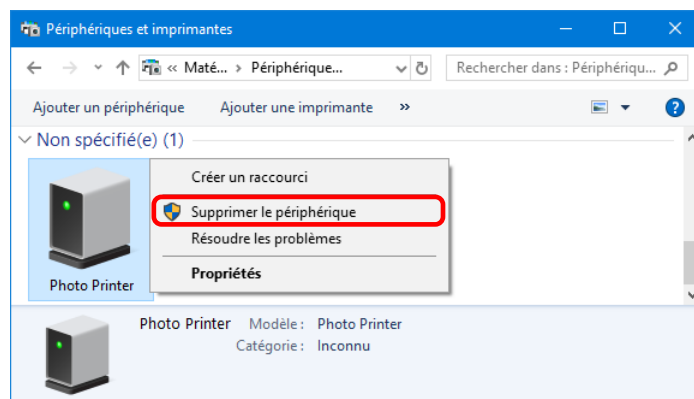 Périphériques et imprimantes
« Maté... › Périphérique...
Rechercher dans : Périphériqu...
Ajouter un périphérique Ajouter une imprimante »
Non spécifié(e) (1)
Créer un raccourci
Supprimer le périphérique
Résoudre les problèmes
Propriétés
Photo Printer
Photo Printer Modèle : Photo Printer
Catégorie : Inconnu